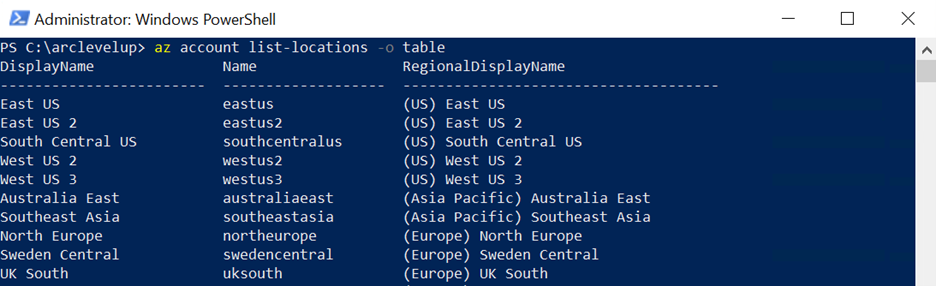 Administrator: Windows PowerShell
PS C:\arclevelup> az account list-locations -o table
DisplayName Name RegionalDisplayName
----------------------- ------------------- -------------------------------------
East US eastus (US) East US
East US 2 eastus2 (US) East US 2
South Central US southcentralus (US) South Central US
West US 2 westus2 (US) West US 2
West US 3 westus3 (US) West US 3
Australia East australiaeast (Asia Pacific) Australia East
Southeast Asia southeastasia (Asia Pacific) Southeast Asia
North Europe northeurope (Europe) North Europe
Sweden Central swedencentral (Europe) Sweden Central
UK South uksouth (Europe) UK South